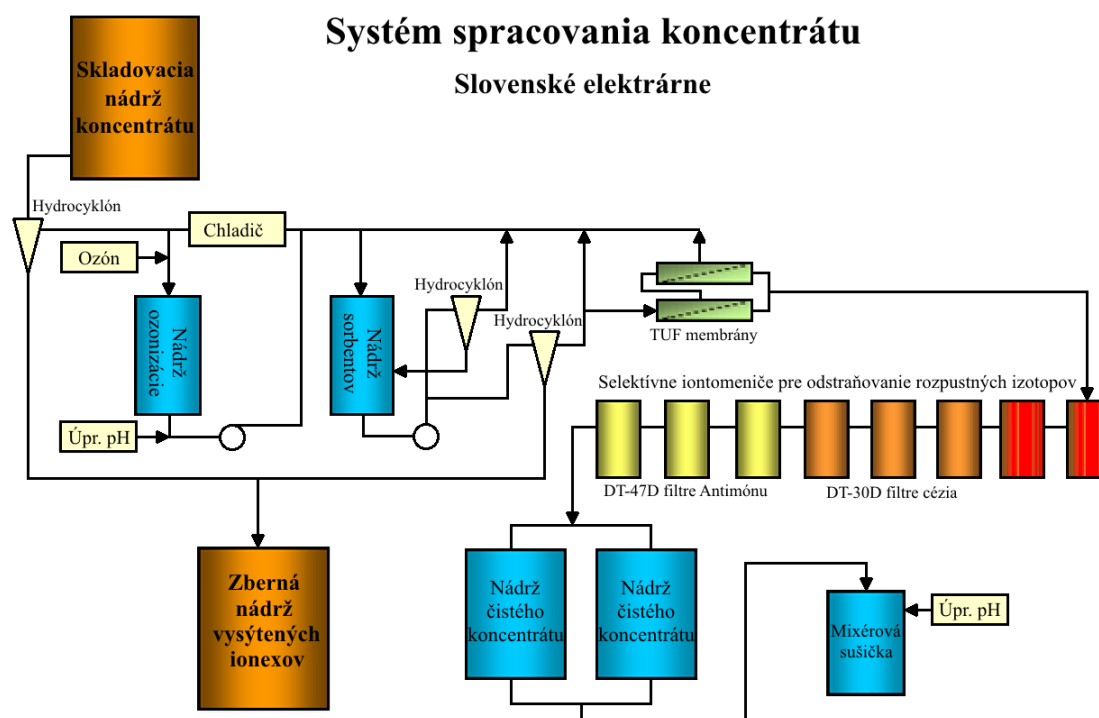 Systém spracovania koncentrátu
Slovenské elektrárne
Skladovacia
nádrž
koncentrátu
Hydrocyklón
Chladič
Ozón
Nádrž
ozonizácie
Úpr. pH
Nádrž
sorbentov
Hydrocyklón
Hydrocyklón
TUF membrány
Selektívne iontomeniče pre odstraňovanie rozpustných izotopov
DT-47D filtre Antimónu
DT-30D filtre cézia
Zberná
nádrž
vysýtených
ionexov
Nádrž
čistého
koncentrátu
Nádrž
čistého
koncentrátu
Mixérová
sušička
Úpr. pH